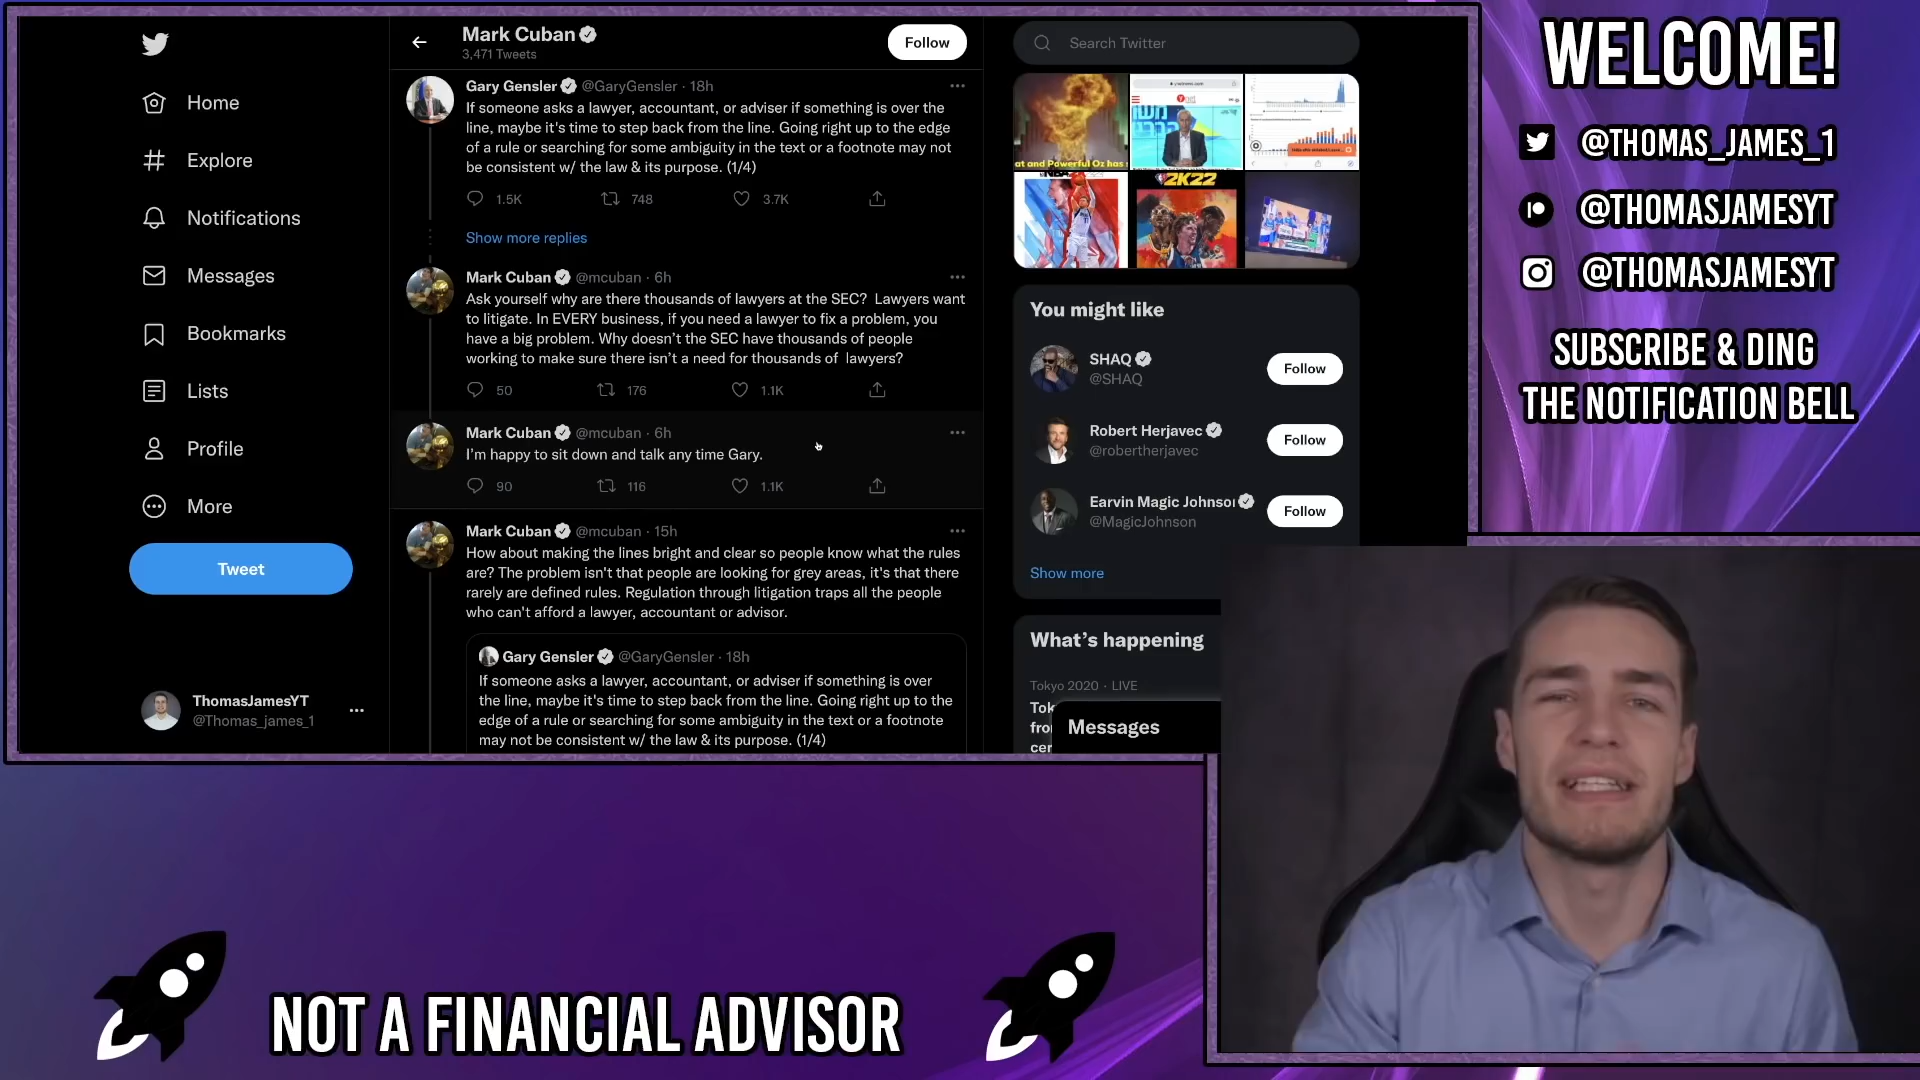 Home
Explore
Notifications
Messages
Bookmarks
Lists
Profile
More
Tweet
ThomasJamesYT
@Thomas_james_1
Mark Cuban
3,471 Tweets
Follow
Gary Gensler @GaryGensler · 18h
If someone asks a lawyer, accountant, or adviser if something is over the
line, maybe it's time to step back from the line. Going right up to the edge
of a rule or searching for some ambiguity in the text or a footnote may not
be consistent w/ the law & its purpose. (1/4)
1.5K 748 3.7K
Show more replies
Mark Cuban @mcuban · 6h
Ask yourself why are there thousands of lawyers at the SEC? Lawyers want
to litigate. In EVERY business, if you need a lawyer to fix a problem, you
have a big problem. Why doesn't the SEC have thousands of people
working to make sure there isn't a need for thousands of lawyers?
50 176 1.1K
Mark Cuban @mcuban · 6h
I'm happy to sit down and talk any time Gary.
90 116 1.1K
Mark Cuban @mcuban · 15h
How about making the lines bright and clear so people know what the rules
are? The problem isn't that people are looking for grey areas, it's that there
rarely are defined rules. Regulation through litigation traps all the people
who can't afford a lawyer, accountant or advisor.
Gary Gensler @GaryGensler · 18h
If someone asks a lawyer, accountant, or adviser if something is over
the line, maybe it's time to step back from the line. Going right up to the
edge of a rule or searching for some ambiguity in the text or a footnote
may not be consistent w/ the law & its purpose. (1/4)
Search Twitter
at and Powerful Oz has
2K22
You might like
SHAQ
@SHAQ
Follow
Robert Herjavec
@robertherjavec
Follow
Earvin Magic Johnso
@MagicJohnson
Follow
Show more
What's happening
Tokyo 2020 · LIVE
Tok
fro
cer
Messages
WELCOME!
@THOMAS_JAMES_1
@THOMASJAMESYT
@THOMASJAMESYT
SUBSCRIBE & DING
THE NOTIFICATION BELL
NOT A FINANCIAL ADVISOR